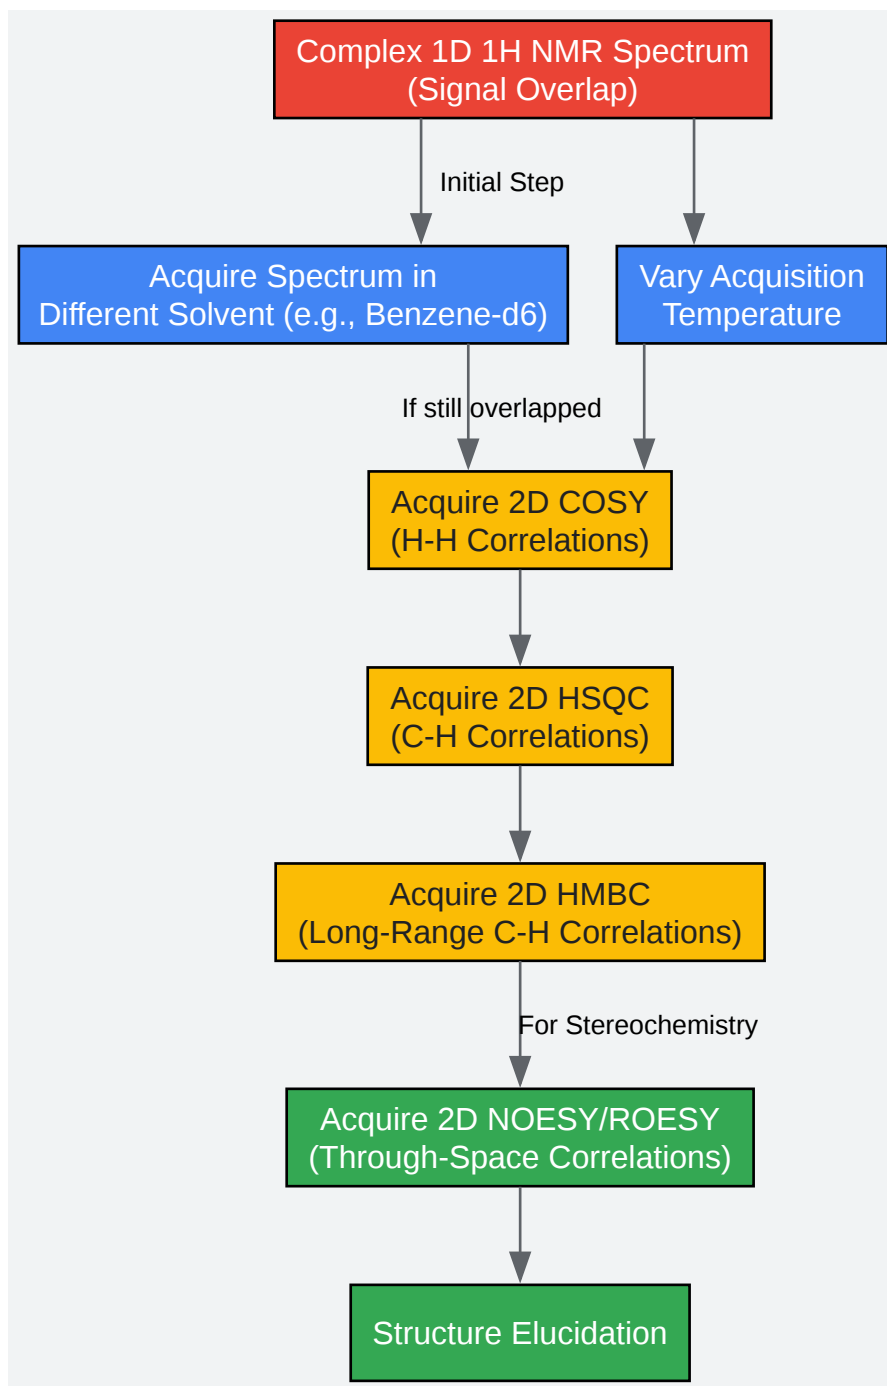 Complex 1D 1H NMR Spectrum
(Signal Overlap)
Initial Step
Acquire Spectrum in
Different Solvent (e.g., Benzene-d6)
Vary Acquisition
Temperature
If still overlapped
Acquire 2D COSY
(H-H Correlations)
Acquire 2D HSQC
(C-H Correlations)
Acquire 2D HMBC
(Long-Range C-H Correlations)
For Stereochemistry
Acquire 2D NOESY/ROESY
(Through-Space Correlations)
Structure Elucidation